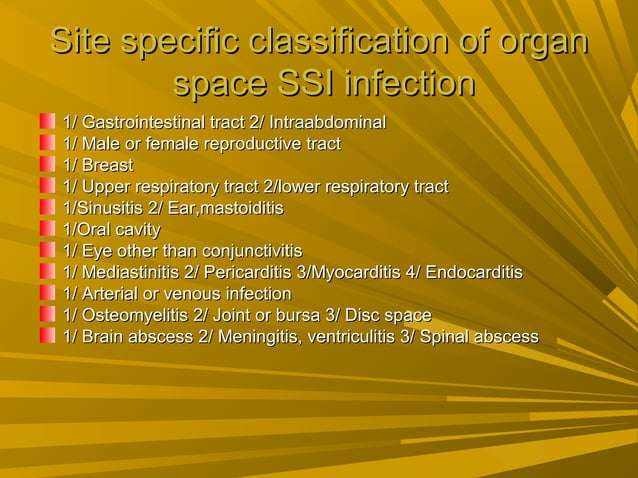 Site specific classification of organ
space SSI infection
1/ Gastrointestinal tract 2/ Intraabdominal
1/ Male or female reproductive tract
1/ Breast
1/ Upper respiratory tract 2/lower respiratory tract
1/Sinusitis 2/ Ear,mastoiditis
1/Oral cavity
1/ Eye other than conjunctivitis
1/ Mediastinitis 2/ Pericarditis 3/Myocarditis 4/ Endocarditis
1/ Arterial or venous infection
1/ Osteomyelitis 2/ Joint or bursa 3/ Disc space
1/ Brain abscess 2/ Meningitis, ventriculitis 3/ Spinal abscess